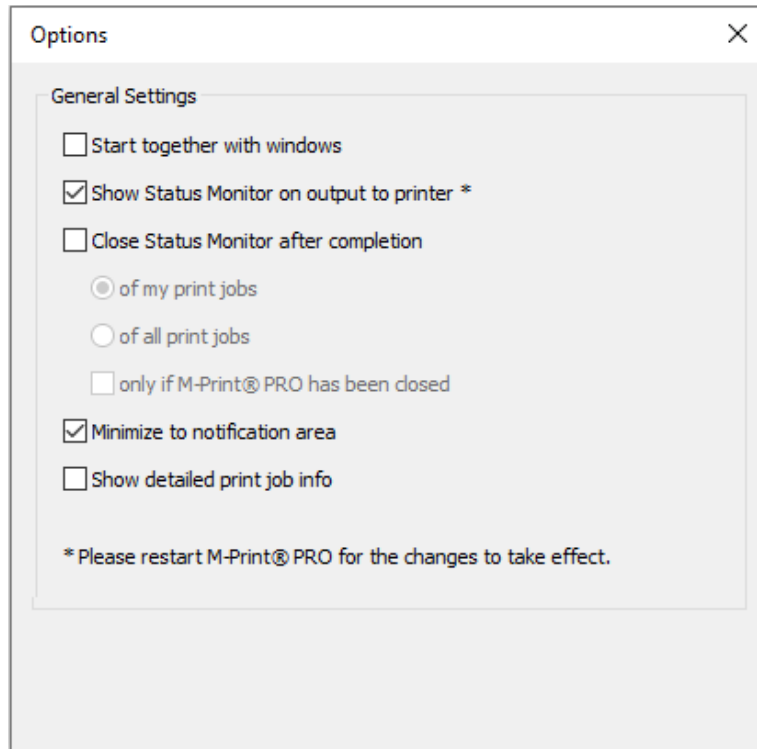 Options
General Settings
Start together with windows
Show Status Monitor on output to printer *
Close Status Monitor after completion
of my print jobs
of all print jobs
only if M-Print® PRO has been closed
Minimize to notification area
Show detailed print job info
* Please restart M-Print® PRO for the changes to take effect.